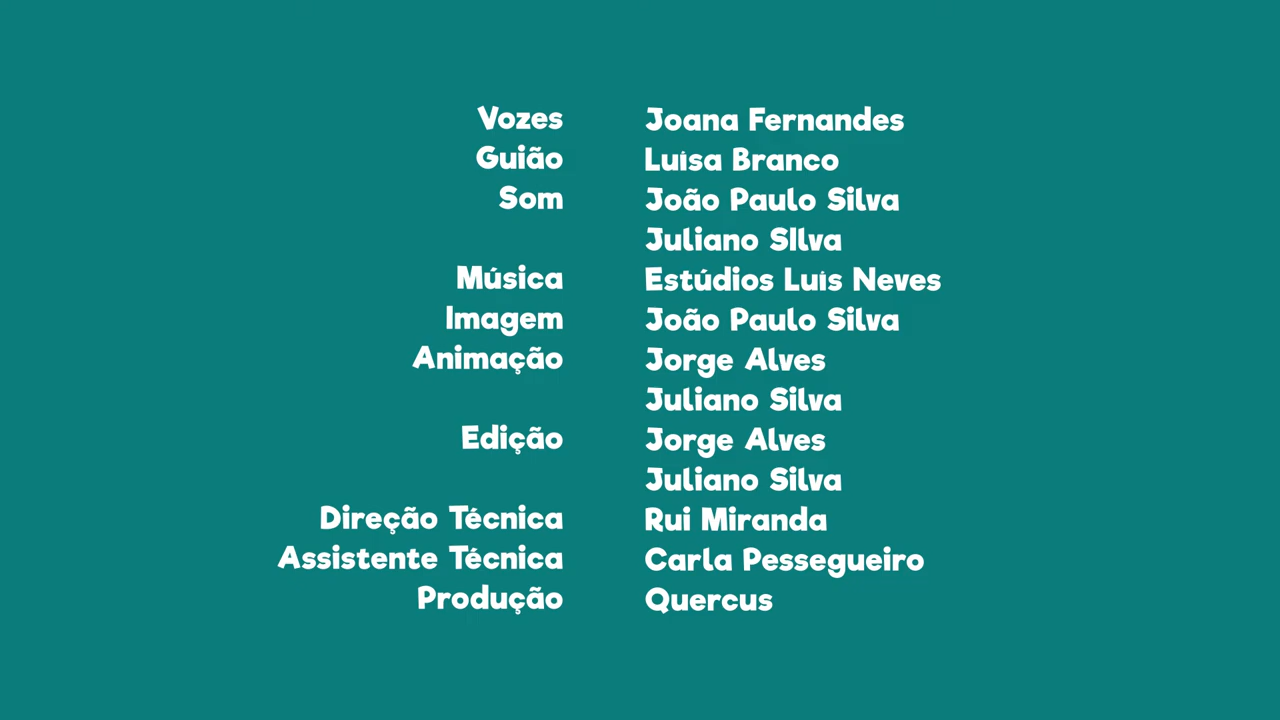 Vozes Joana Fernandes
Guião Luísa Branco
Som João Paulo Silva
Juliano SIlva
Música Estúdios Luís Neves
Imagem João Paulo Silva
Animação Jorge Alves
Juliano Silva
Edição Jorge Alves
Juliano Silva
Direção Técnica Rui Miranda
Assistente Técnica Carla Pessegueiro
Produção Quercus